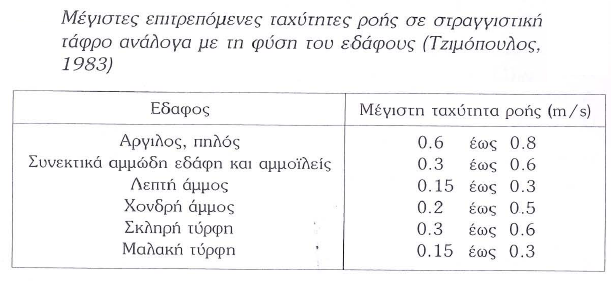 Μέγιστες επιτρεπόμενες ταχύτητες ροής σε στραγγιστική
τάφρο ανάλογα με τη φύση του εδάφους (Τζιμόπουλος,
1983)
Εδαφος Μέγιστη ταχύτητα ροής (m/s)
Αργιλος, πηλός 0.6 έως 0.8
Συνεκτικά αμμώδη εδάφη και αμμοϊλείς 0.3 έως 0.6
Λεπτή άμμος 0.15 έως 0.3
Χονδρή άμμος 0.2 έως 0.5
Σκληρή τύρφη 0.3 έως 0.6
Μαλακή τύρφη 0.15 έως 0.3